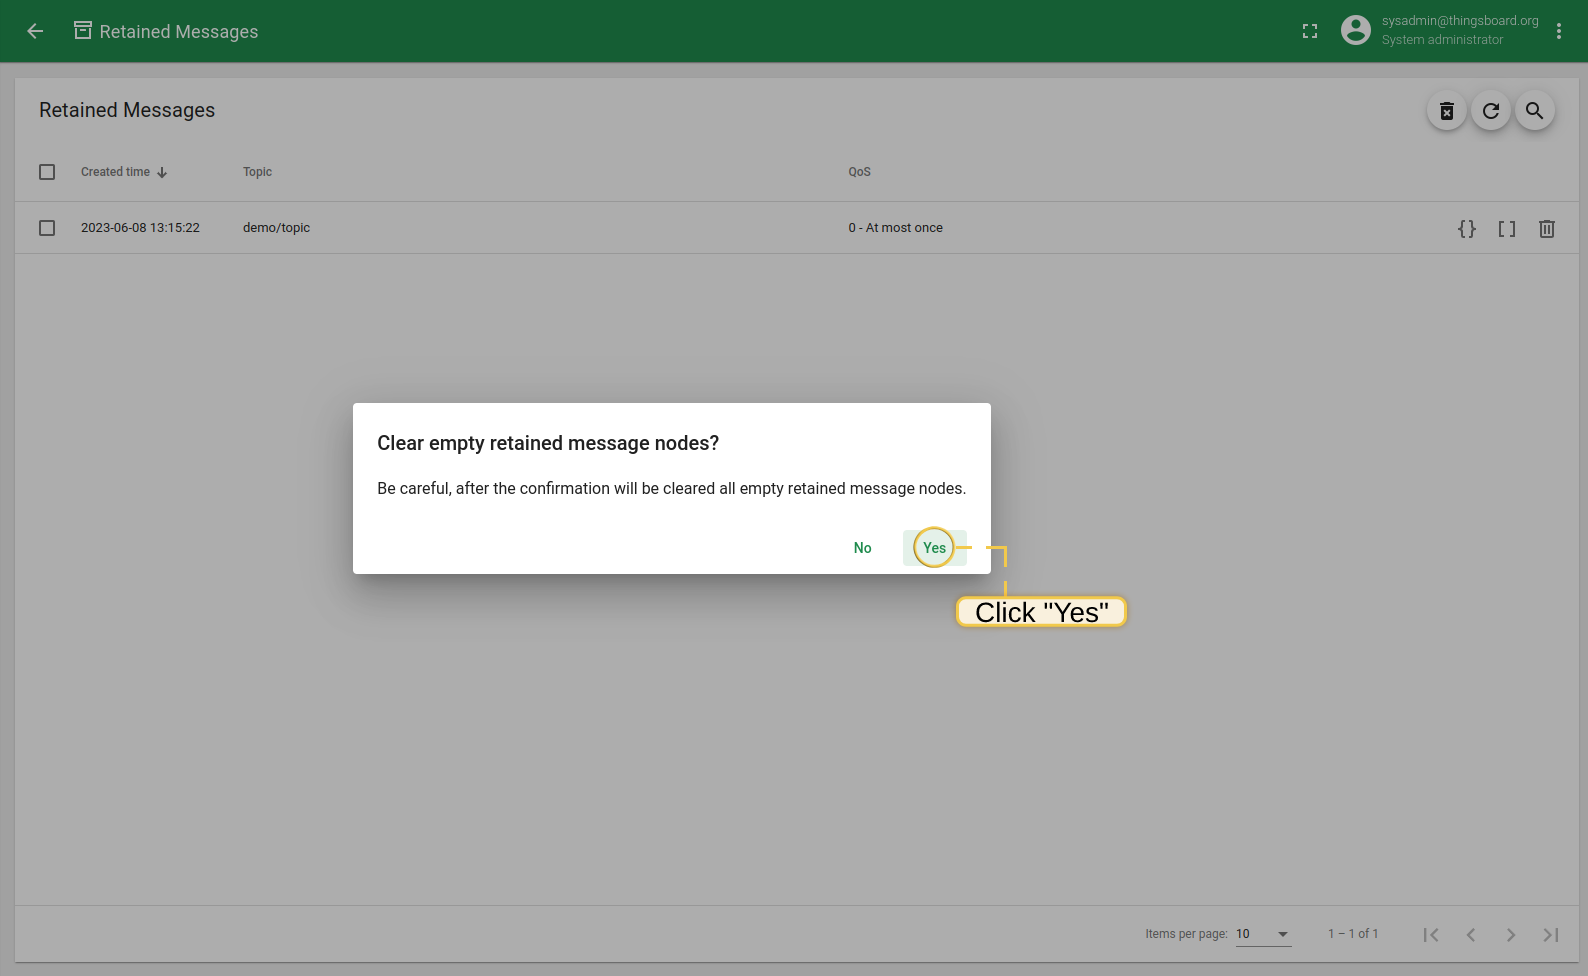 Retained Messages
sysadmin@thingsboard.org
System administrator
Retained Messages
Created time
Topic
QoS
2023-06-08 13:15:22
demo/topic
0 - At most once
Clear empty retained message nodes?
Be careful, after the confirmation will be cleared all empty retained message nodes.
No
Yes
Click "Yes"
Items per page: 10
1 – 1 of 1